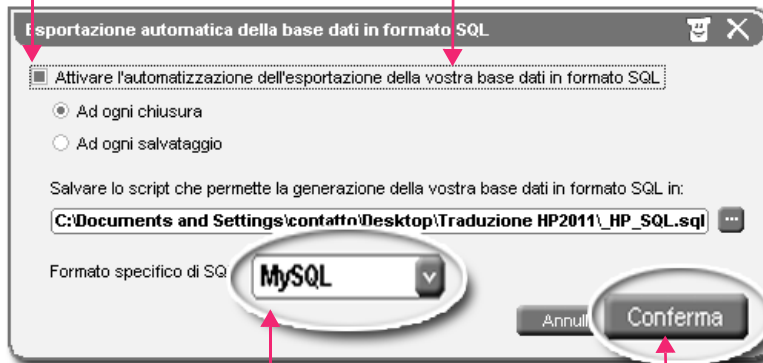 Esportazione automatica della base dati in formato SQL
Attivare l'automatizzazione dell'esportazione della vostra base dati in formato SQL
Ad ogni chiusura
Ad ogni salvataggio
Salvare lo script che permette la generazione della vostra base dati in formato SQL in:
C:\Documents and Settings\contatto\Desktop\Traduzione HP2011\_HP_SQL.sql ...
Formato specifico di SQ MySQL
Annull Conferma